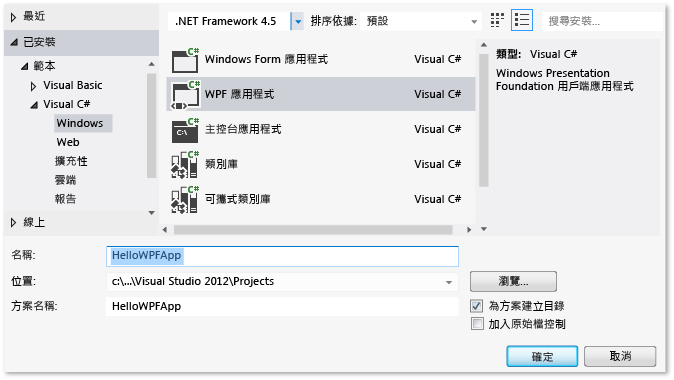 最近
已安裝
範本
Visual Basic
Visual C#
Windows
Web
擴充性
雲端
報告
線上
.NET Framework 4.5
排序依據:
預設
搜尋安裝...
C# Windows Form 應用程式 Visual C#
C# WPF 應用程式 Visual C#
C# C:\ 主控台應用程式 Visual C#
C# 類別庫 Visual C#
C# 可攜式類別庫 Visual C#
類型: Visual C#
Windows Presentation
Foundation 用戶端應用程式
名稱: HelloWPFApp
位置: c:\...\Visual Studio 2012\Projects 瀏覽...
方案名稱: HelloWPFApp
為方案建立目錄
加入原始檔控制
確定 取消